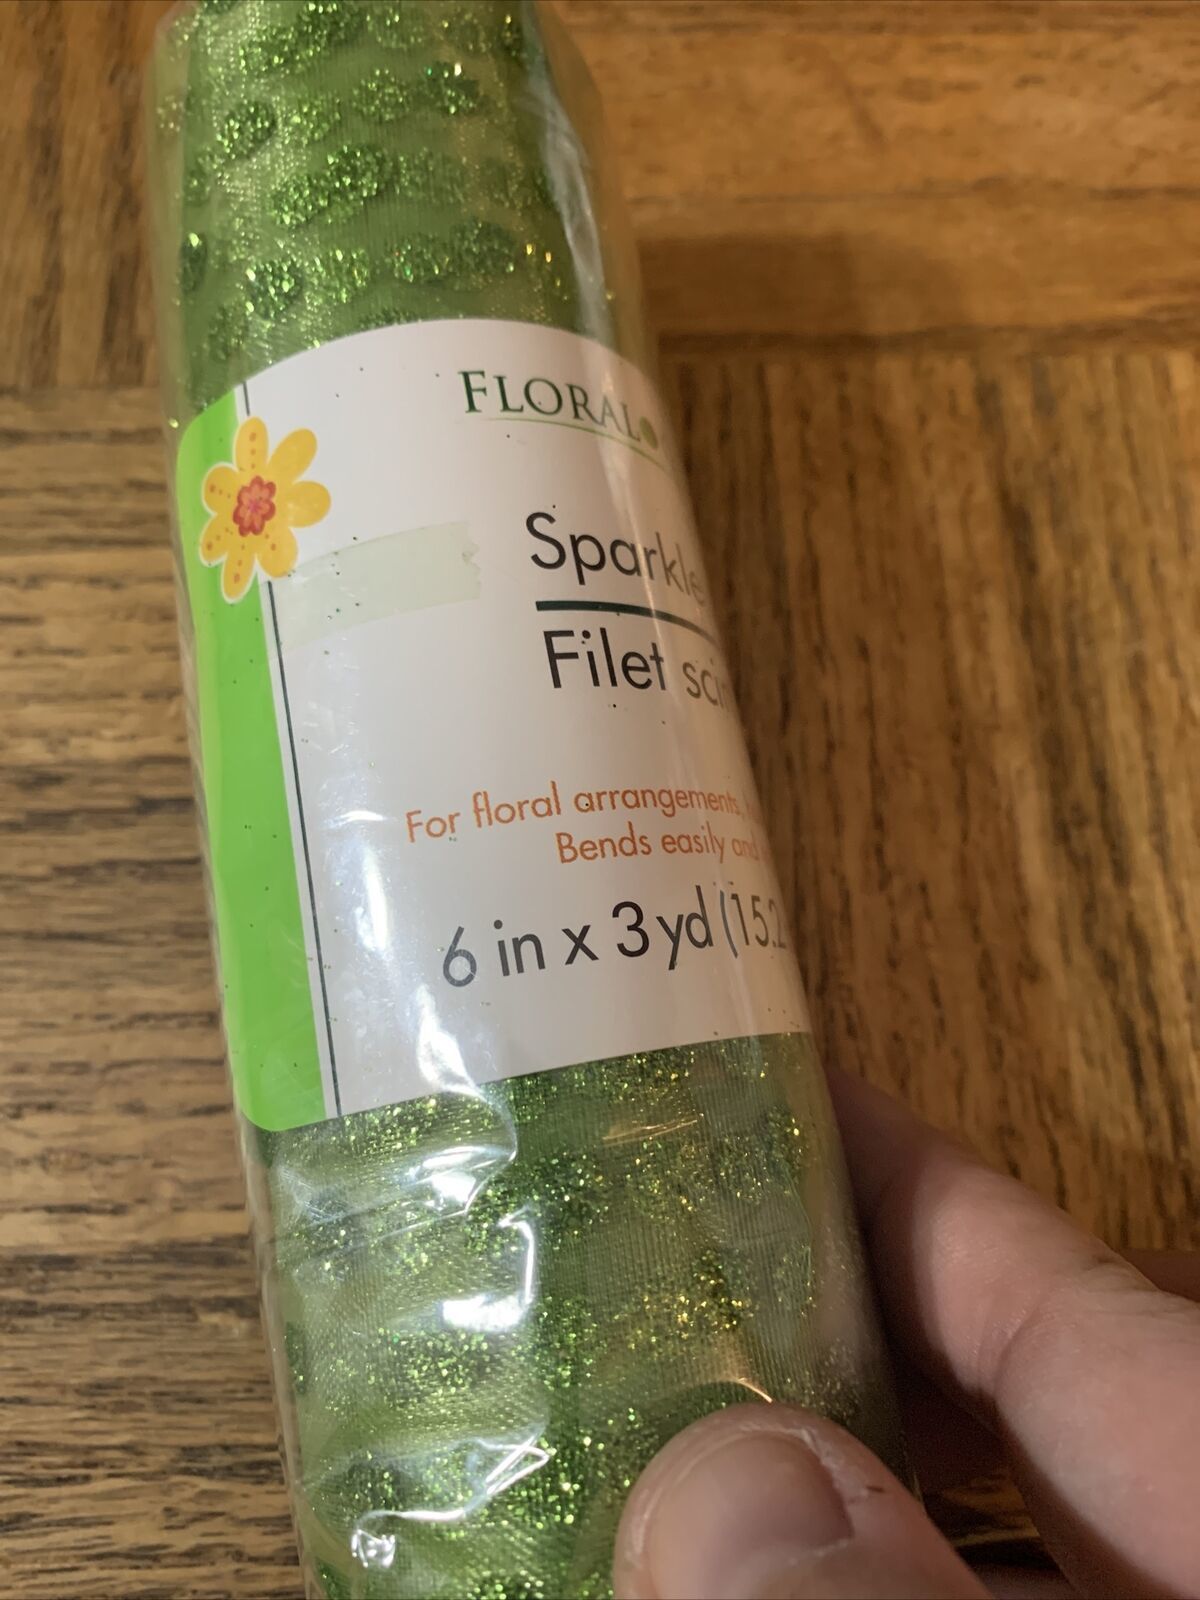 FLORAL
Sparkle
Filet
For floral arrangements,
Bends easily and
6 in x 3 yd (15.2